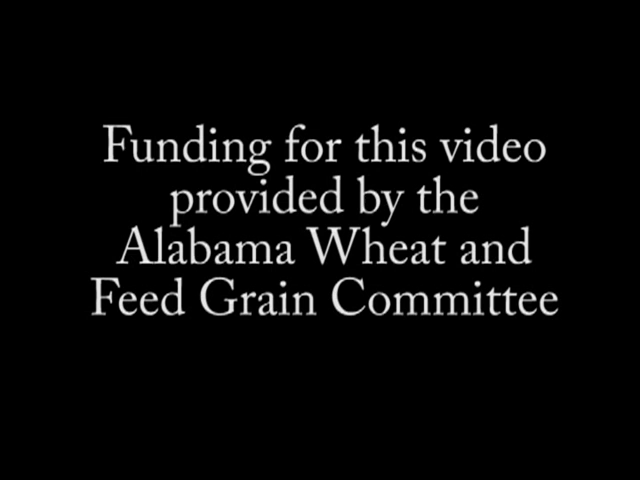 Funding for this video
provided by the
Alabama Wheat and
Feed Grain Committee